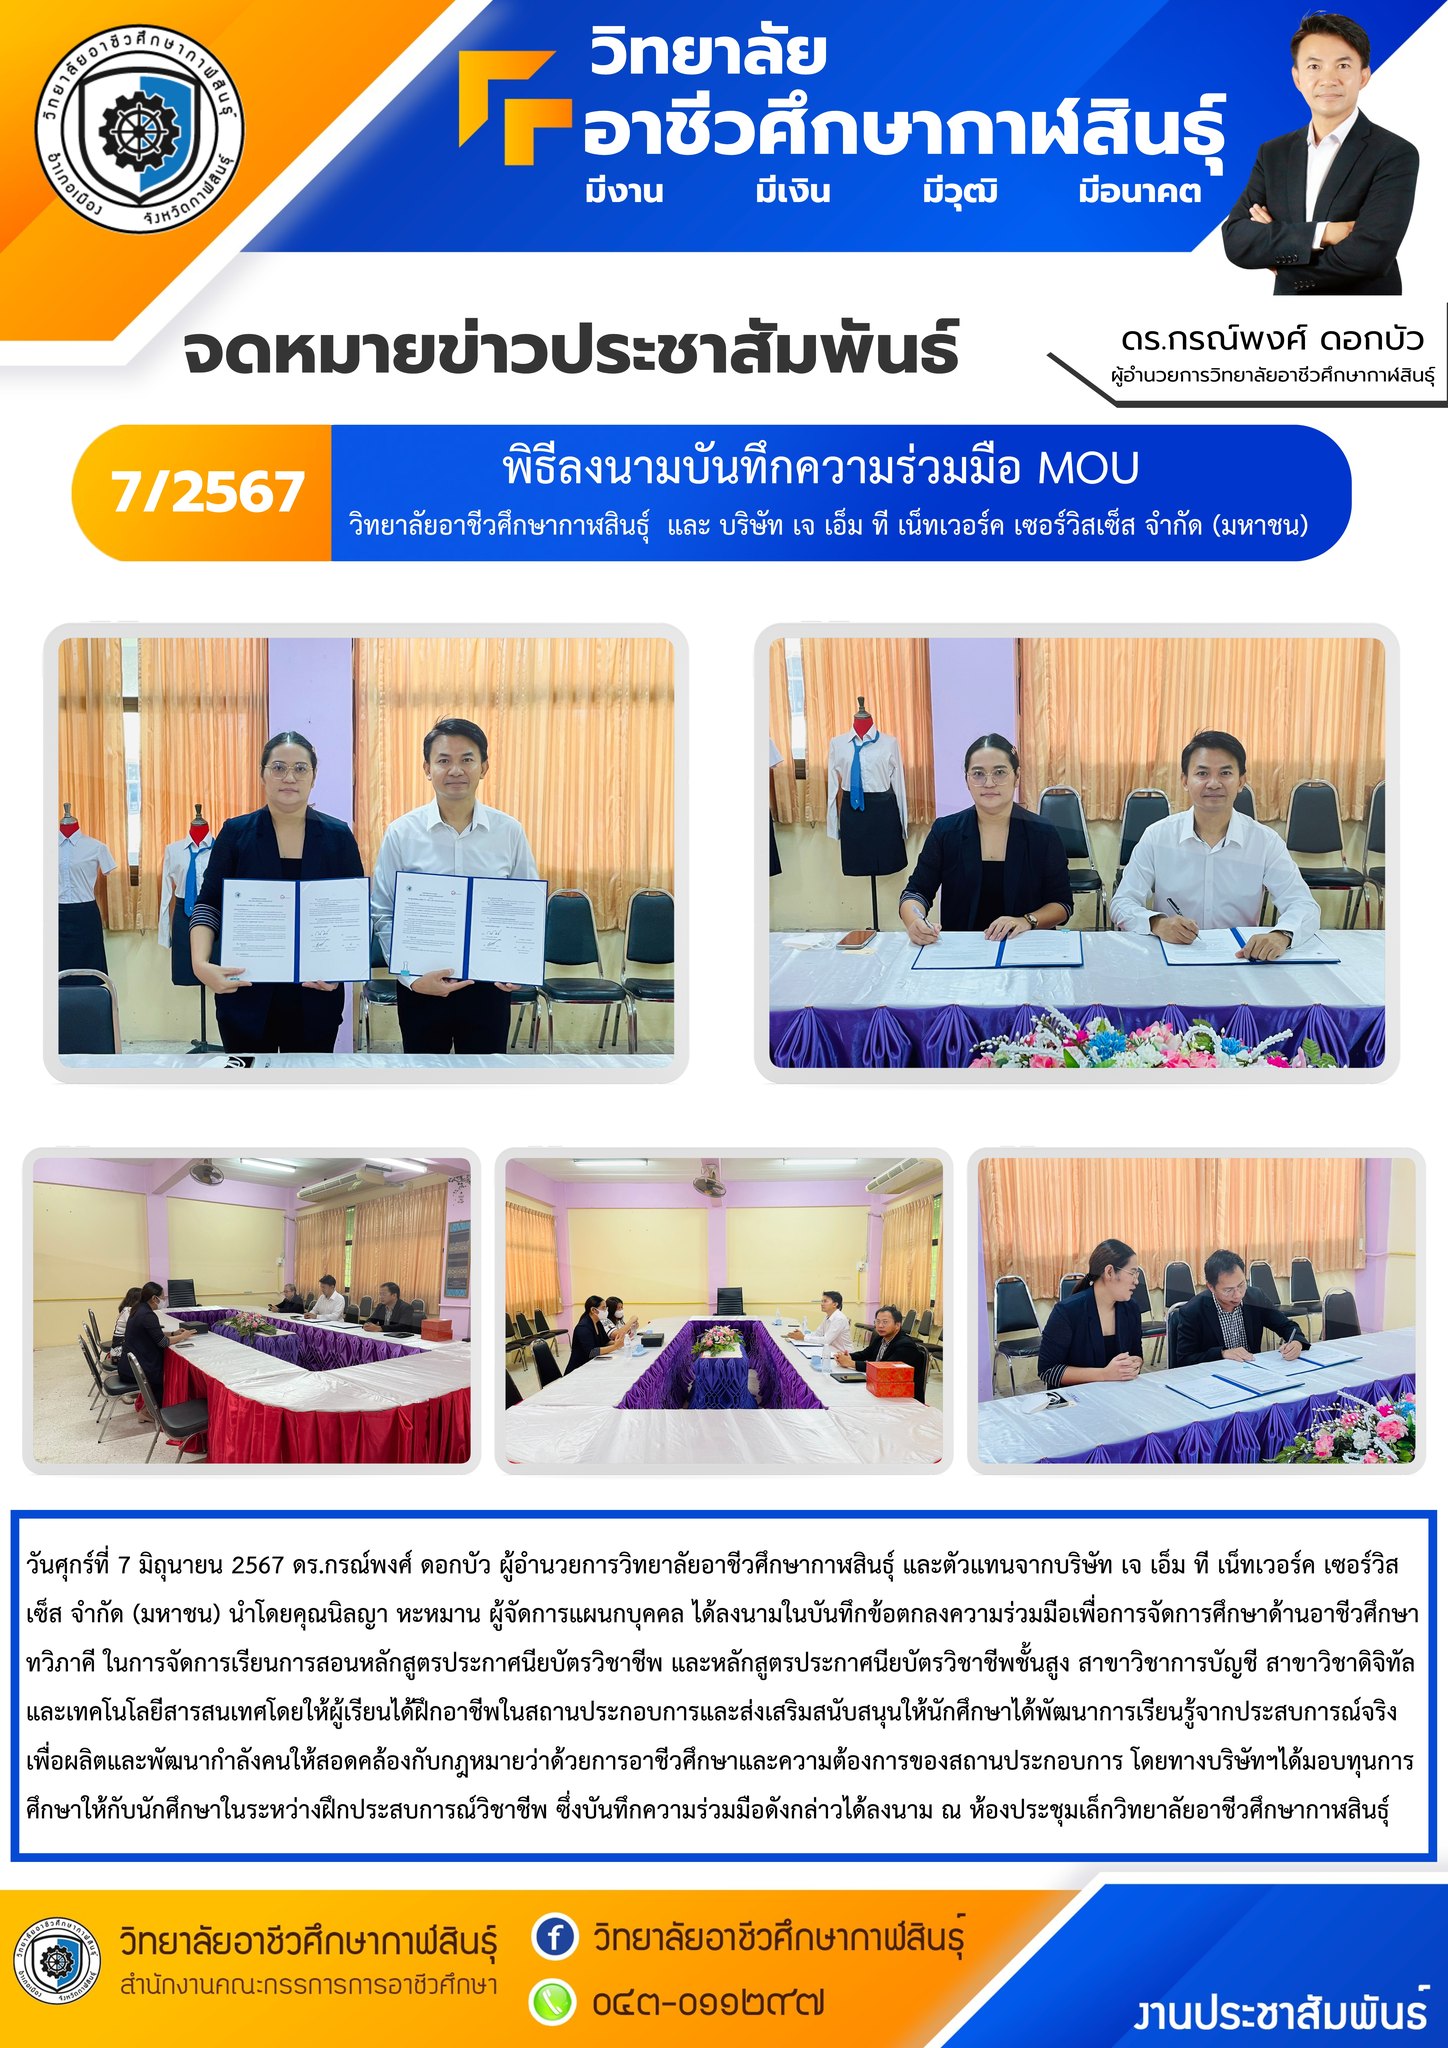 วิทยาลัยอาชีวศึกษากาฬสินธุ์
อำเภอเมือง จังหวัดกาฬสินธุ์
วิทยาลัย
อาชีวศึกษากาฬสินธุ์
มีงาน มีเงิน มีวุฒิ มีอนาคต
จดหมายข่าวประชาสัมพันธ์
ดร.กรณ์พงศ์ ดอกบัว
ผู้อำนวยการวิทยาลัยอาชีวศึกษากาฬสินธุ์
7/2567
พิธีลงนามบันทึกความร่วมมือ MOU
วิทยาลัยอาชีวศึกษากาฬสินธุ์ และ บริษัท เจ เอ็ม ที เน็ทเวอร์ค เซอร์วิสเซ็ส จำกัด (มหาชน)
วันศุกร์ที่ 7 มิถุนายน 2567 ดร.กรณ์พงศ์ ดอกบัว ผู้อำนวยการวิทยาลัยอาชีวศึกษากาฬสินธุ์ และตัวแทนจากบริษัท เจ เอ็ม ที เน็ทเวอร์ค เซอร์วิส
เซ็ส จำกัด (มหาชน) นำโดยคุณนิลญา หะหมาน ผู้จัดการแผนกบุคคล ได้ลงนามในบันทึกข้อตกลงความร่วมมือเพื่อการจัดการศึกษาด้านอาชีวศึกษา
ทวิภาคี ในการจัดการเรียนการสอนหลักสูตรประกาศนียบัตรวิชาชีพ และหลักสูตรประกาศนียบัตรวิชาชีพชั้นสูง สาขาวิชาการบัญชี สาขาวิชาดิจิทัล
และเทคโนโลยีสารสนเทศโดยให้ผู้เรียนได้ฝึกอาชีพในสถานประกอบการและส่งเสริมสนับสนุนให้นักศึกษาได้พัฒนาการเรียนรู้จากประสบการณ์จริง
เพื่อผลิตและพัฒนากำลังคนให้สอดคล้องกับกฎหมายว่าด้วยการอาชีวศึกษาและความต้องการของสถานประกอบการ โดยทางบริษัทฯได้มอบทุนการ
ศึกษาให้กับนักศึกษาในระหว่างฝึกประสบการณ์วิชาชีพ ซึ่งบันทึกความร่วมมือดังกล่าวได้ลงนาม ณ ห้องประชุมเล็กวิทยาลัยอาชีวศึกษากาฬสินธุ์
วิทยาลัยอาชีวศึกษากาฬสินธุ์
สำนักงานคณะกรรมการการอาชีวศึกษา
วิทยาลัยอาชีวศึกษากาฬสินธุ์
๐๔๓-๐๑๑๒๙๗
งานประชาสัมพันธ์